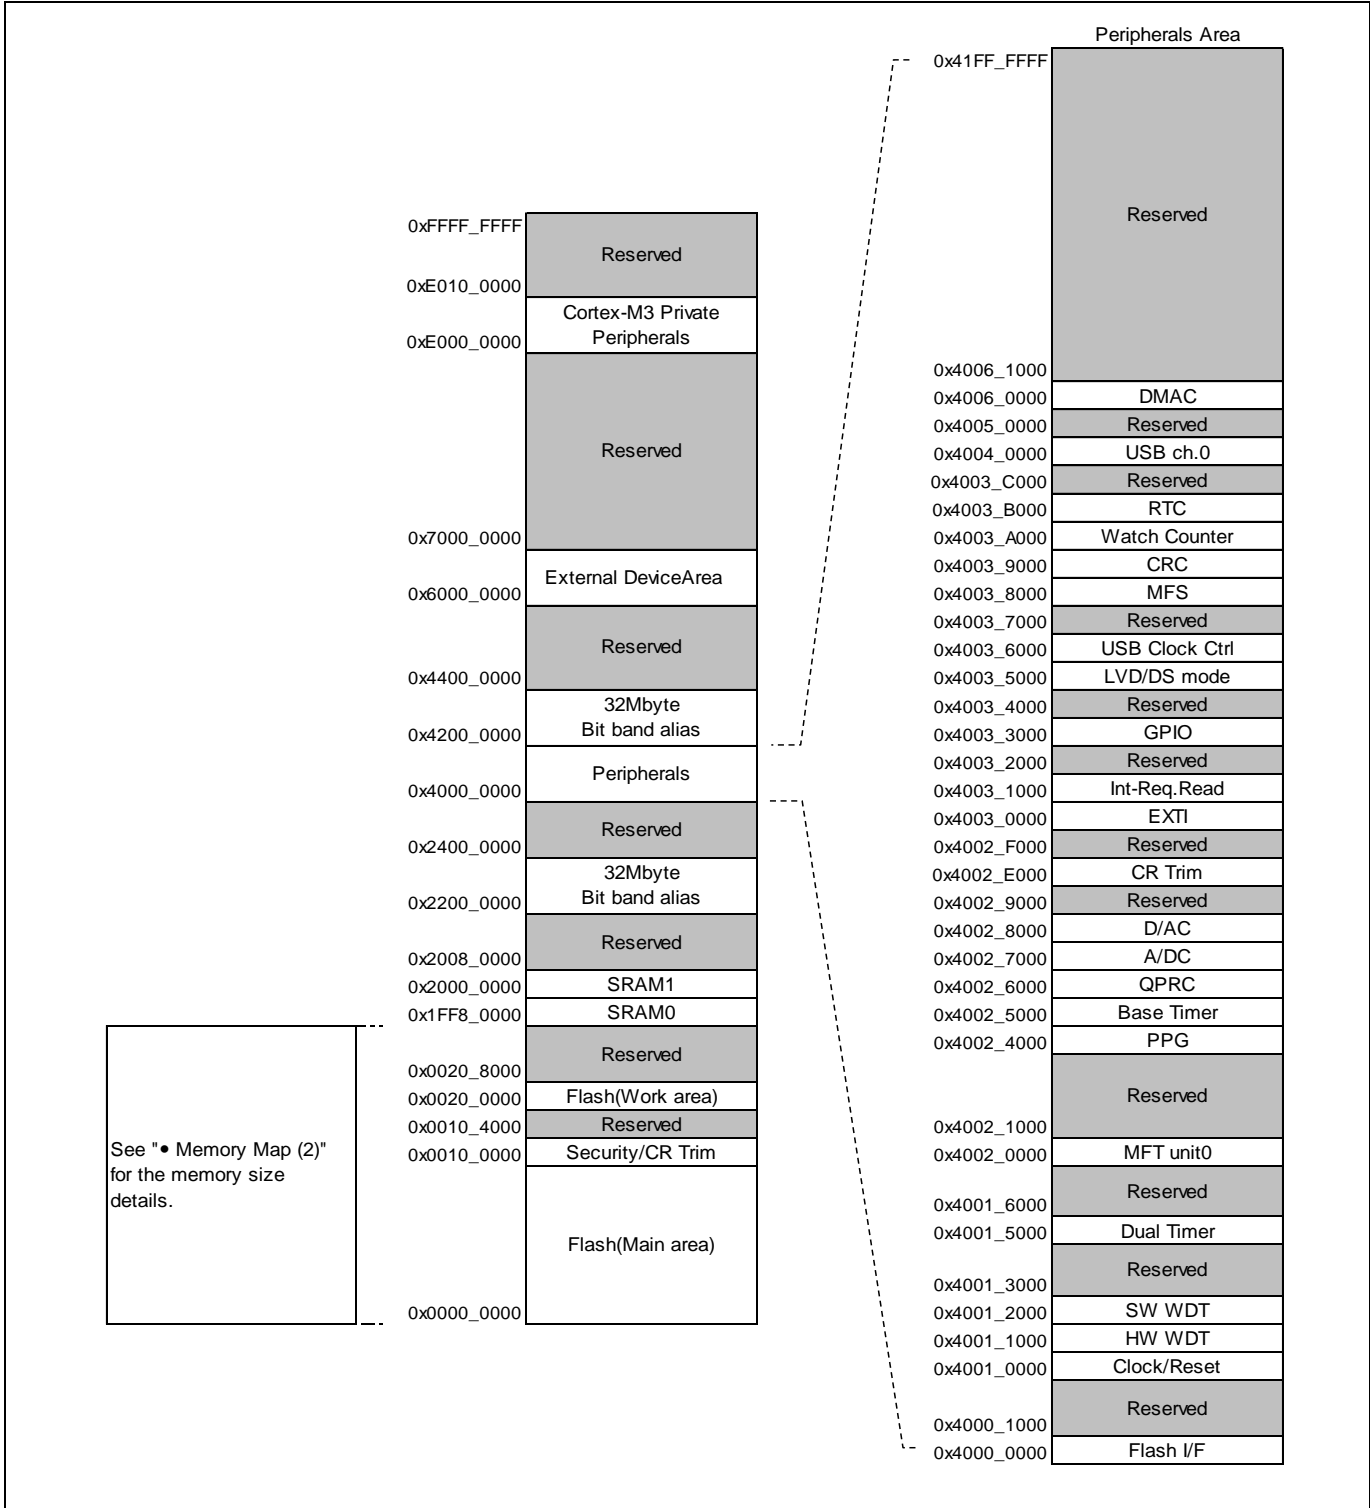 Peripherals Area
0x41FF_FFFF
Reserved
0x4006_1000
0x4006_0000 DMAC
0x4005_0000 Reserved
0x4004_0000 USB ch.0
0x4003_C000 Reserved
0x4003_B000 RTC
0x4003_A000 Watch Counter
0x4003_9000 CRC
0x4003_8000 MFS
0x4003_7000 Reserved
0x4003_6000 USB Clock Ctrl
0x4003_5000 LVD/DS mode
0x4003_4000 Reserved
0x4003_3000 GPIO
0x4003_2000 Reserved
0x4003_1000 Int-Req.Read
0x4003_0000 EXTI
0x4002_F000 Reserved
0x4002_E000 CR Trim
0x4002_9000 Reserved
0x4002_8000 D/AC
0x4002_7000 A/DC
0x4002_6000 QPRC
0x4002_5000 Base Timer
0x4002_4000 PPG
Reserved
0x4002_1000
0x4002_0000 MFT unit0
Reserved
0x4001_6000
0x4001_5000 Dual Timer
Reserved
0x4001_3000
0x4001_2000 SW WDT
0x4001_1000 HW WDT
0x4001_0000 Clock/Reset
Reserved
0x4000_1000
0x4000_0000 Flash I/F
0xFFFF_FFFF
Reserved
0xE010_0000
Cortex-M3 Private
0xE000_0000 Peripherals
Reserved
0x7000_0000
External DeviceArea
0x6000_0000
Reserved
0x4400_0000
32Mbyte
0x4200_0000 Bit band alias
Peripherals
0x4000_0000
Reserved
0x2400_0000
32Mbyte
0x2200_0000 Bit band alias
Reserved
0x2008_0000
0x2000_0000 SRAM1
0x1FF8_0000 SRAM0
Reserved
0x0020_8000
0x0020_0000 Flash(Work area)
0x0010_4000 Reserved
0x0010_0000 Security/CR Trim
Flash(Main area)
0x0000_0000
See "• Memory Map (2)"
for the memory size
details.